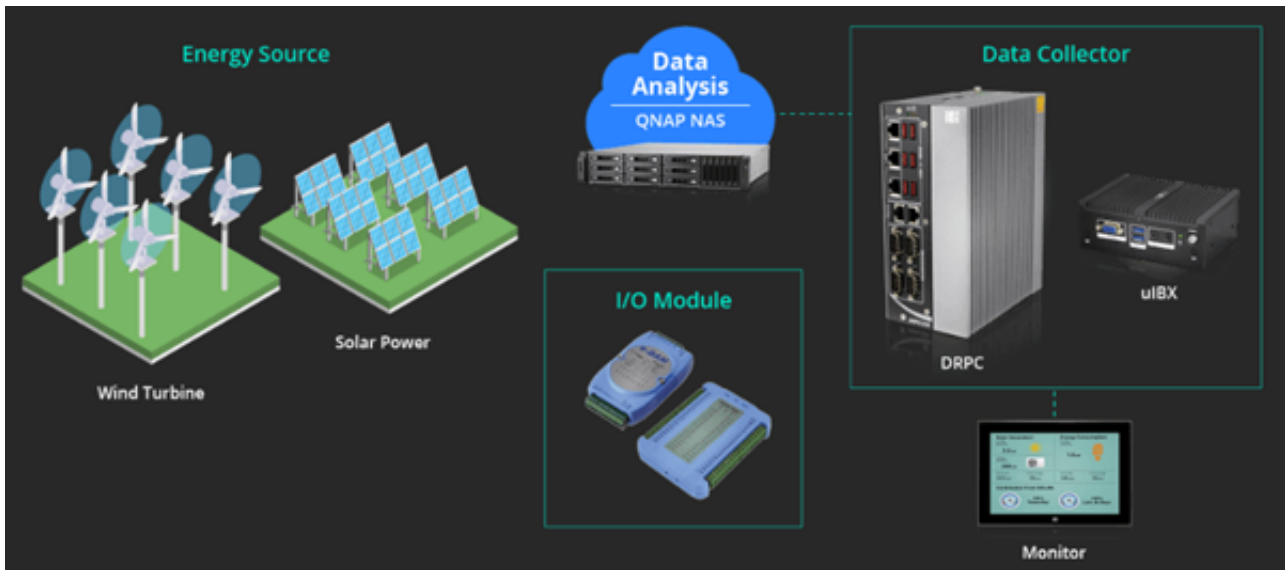 Energy Source
Wind Turbine
Solar Power
Data
Analysis
QNAP NAS
I/O Module
Data Collector
DRPC
uIBX
Monitor